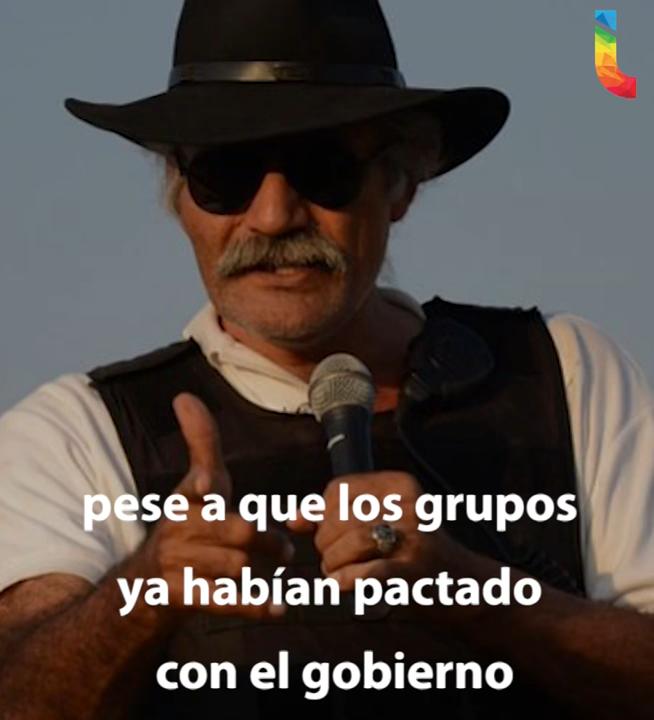 pese a que los grupos
ya habían pactado
con el gobierno